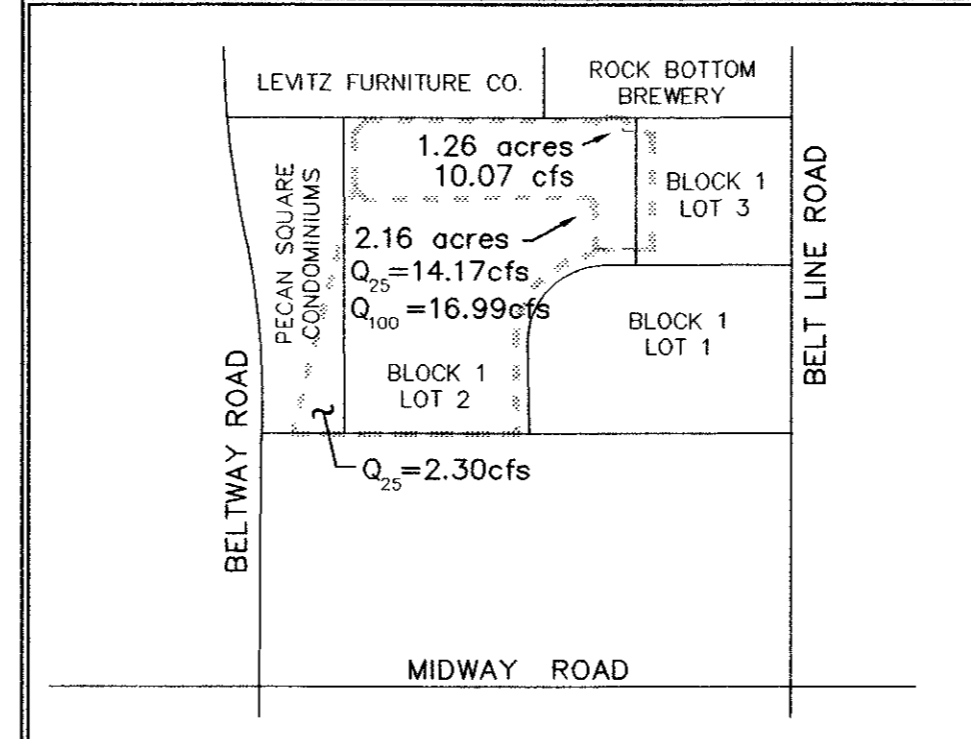 LEVITZ FURNITURE CO.
ROCK BOTTOM
BREWERY
1.26 acres
10.07 cfs
BLOCK 1
LOT 3
PECAN SQUARE
CONDOMINIUMS
2.16 acres
Q25=14.17cfs
Q100=16.99cfs
BLOCK 1
LOT 1
BLOCK 1
LOT 2
Q25=2.30cfs
BELTWAY ROAD
BELT LINE ROAD
MIDWAY ROAD